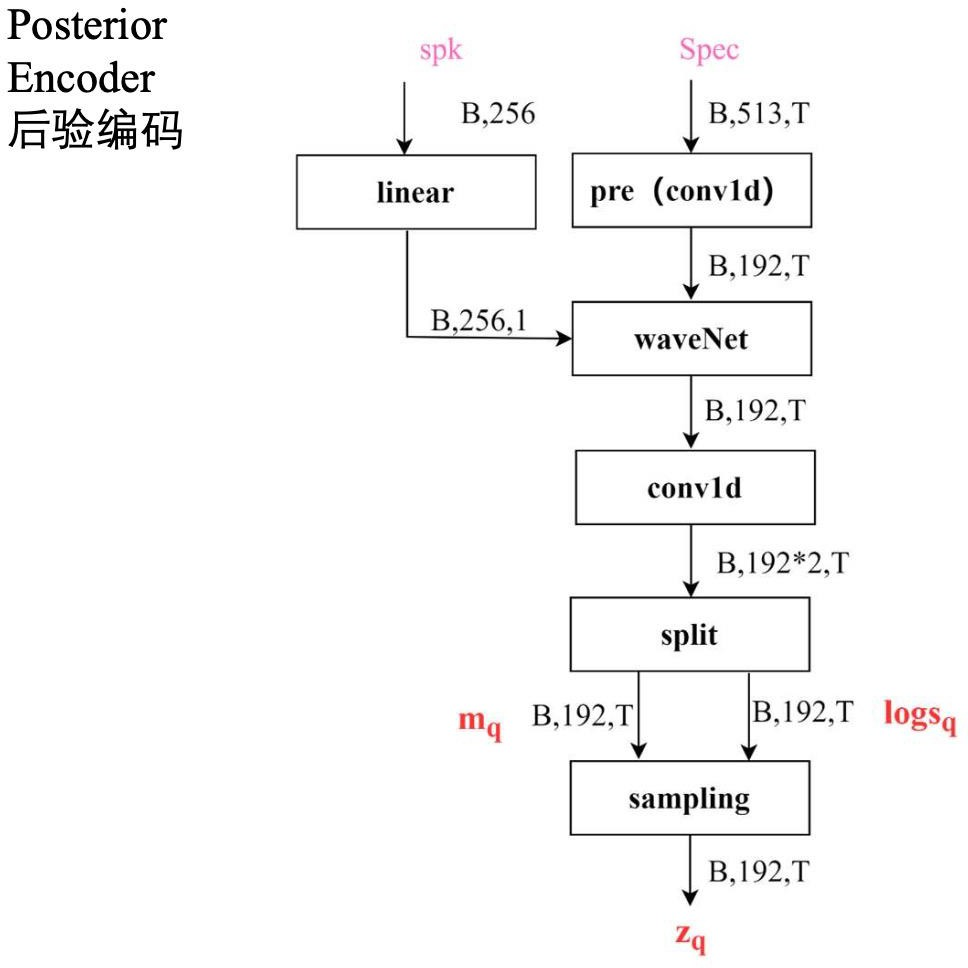 Posterior
Encoder
后验编码
spk
Spec
B,256
B,513,T
linear
pre（conv1d）
B,192,T
B,256,1
waveNet
B,192,T
conv1d
B,192*2,T
split
mq
B,192,T
B,192,T
logsq
sampling
B,192,T
zq